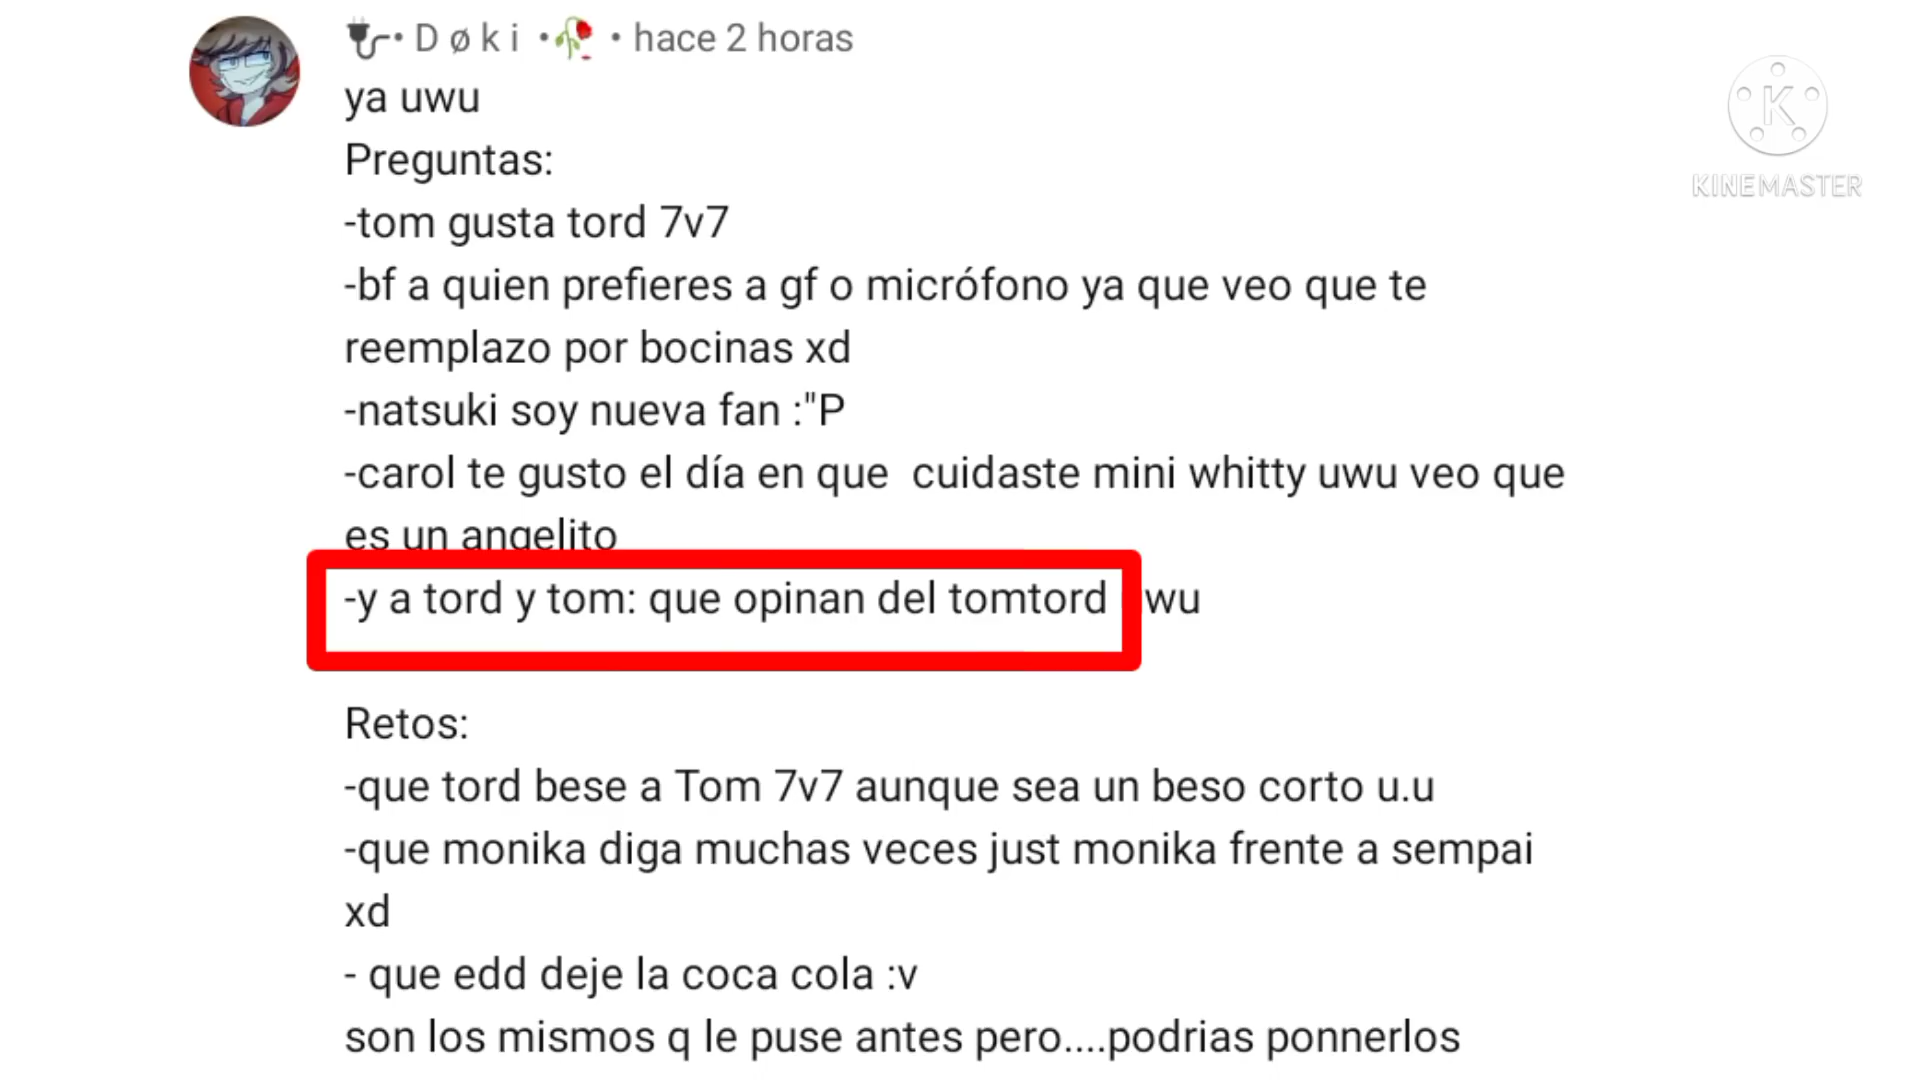 • D ø k i • • hace 2 horas
ya uwu
Preguntas:
-tom gusta tord 7v7
-bf a quien prefieres a gf o micrófono ya que veo que te
reemplazo por bocinas xd
-natsuki soy nueva fan :"P
-carol te gusto el día en que  cuidaste mini whitty uwu veo que
es un angelito
-y a tord y tom: que opinan del tomtord wu
Retos:
-que tord bese a Tom 7v7 aunque sea un beso corto u.u
-que monika diga muchas veces just monika frente a sempai
xd
- que edd deje la coca cola :v
son los mismos q le puse antes pero....podrias ponnerlos
K
KINEMASTER